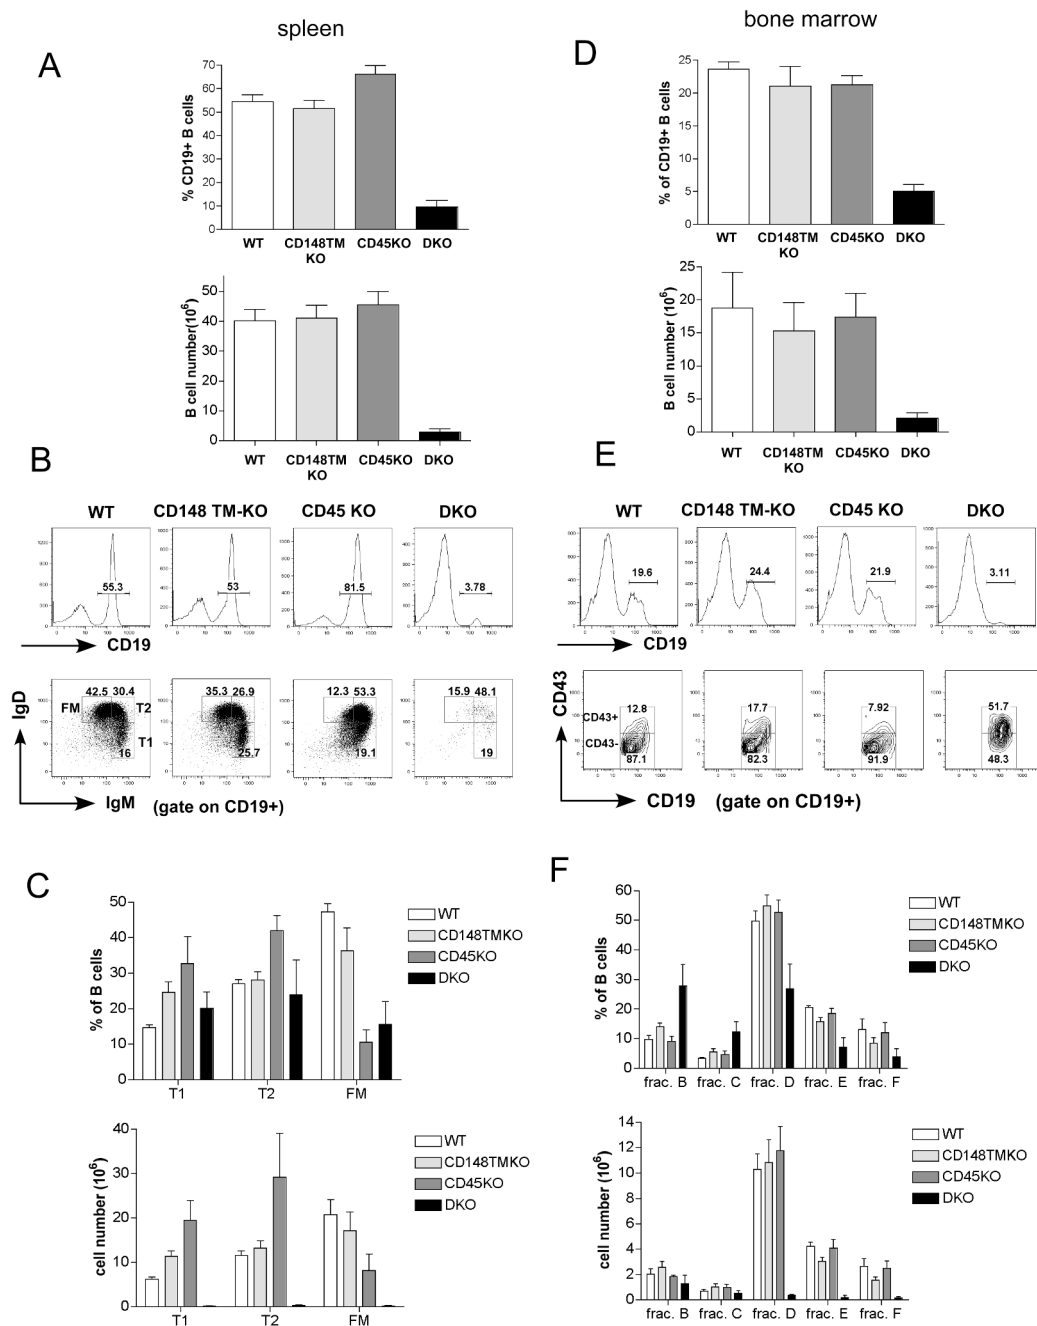 spleen
bone marrow
A
70
60
50
40
30
20
10
0
% CD19+ B cells
WT
CD148TM
KO
CD45KO
DKO
50
40
30
20
10
0
B cell number(10⁶)
WT
CD148TM
KO
CD45KO
DKO
D
25
20
15
10
5
0
% of CD19+ B cells
WT
CD148TM
KO
CD45KO
DKO
25
20
15
10
5
0
B cell number (10⁶)
WT
CD148TM
KO
CD45KO
DKO
B
WT
CD148 TM-KO
CD45 KO
DKO
55.3
53
81.5
3.78
CD19
IgD
42.5 30.4
FM
T2
T1
16
35.3 26.9
25.7
12.3 53.3
19.1
15.9 48.1
19
IgM
(gate on CD19+)
E
WT
CD148 TM-KO
CD45 KO
DKO
19.6
24.4
21.9
3.11
CD19
CD43
12.8
CD43+
CD43-
87.1
17.7
82.3
7.92
91.9
51.7
48.3
CD19
(gate on CD19+)
C
50
40
30
20
10
0
% of B cells
T1
T2
FM
WT
CD148TMKO
CD45KO
DKO
40
30
20
10
0
cell number (10⁶)
T1
T2
FM
WT
CD148TMKO
CD45KO
DKO
F
60
50
40
30
20
10
0
% of B cells
frac. B
frac. C
frac. D
frac. E
frac. F
WT
CD148TMKO
CD45KO
DKO
14
12
10
8
6
4
2
0
cell number (10⁶)
frac. B
frac. C
frac. D
frac. E
frac. F
WT
CD148TMKO
CD45KO
DKO